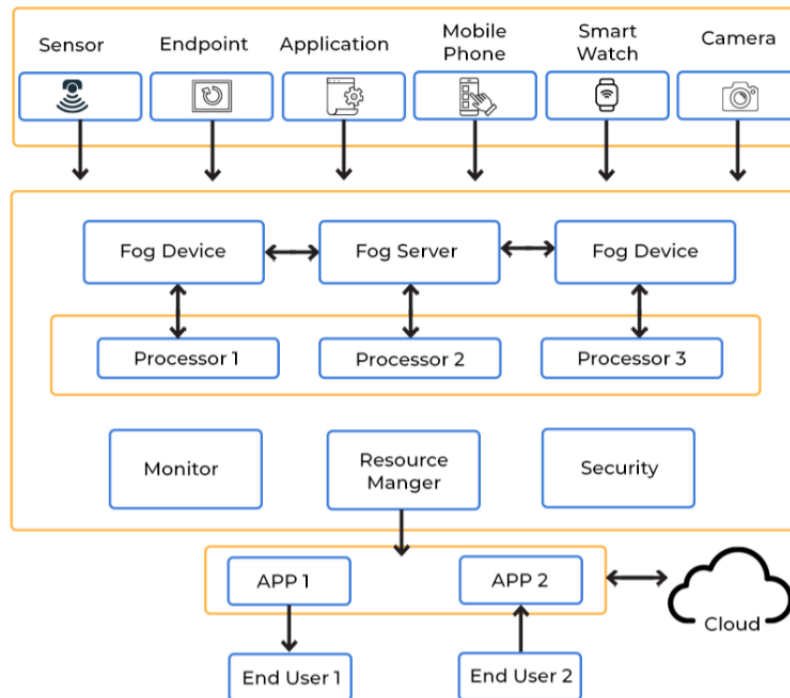 Sensor
Endpoint
Application
Mobile
Phone
Smart
Watch
Camera
Fog Device
Fog Server
Fog Device
Processor 1
Processor 2
Processor 3
Monitor
Resource
Manger
Security
APP 1
APP 2
Cloud
End User 1
End User 2